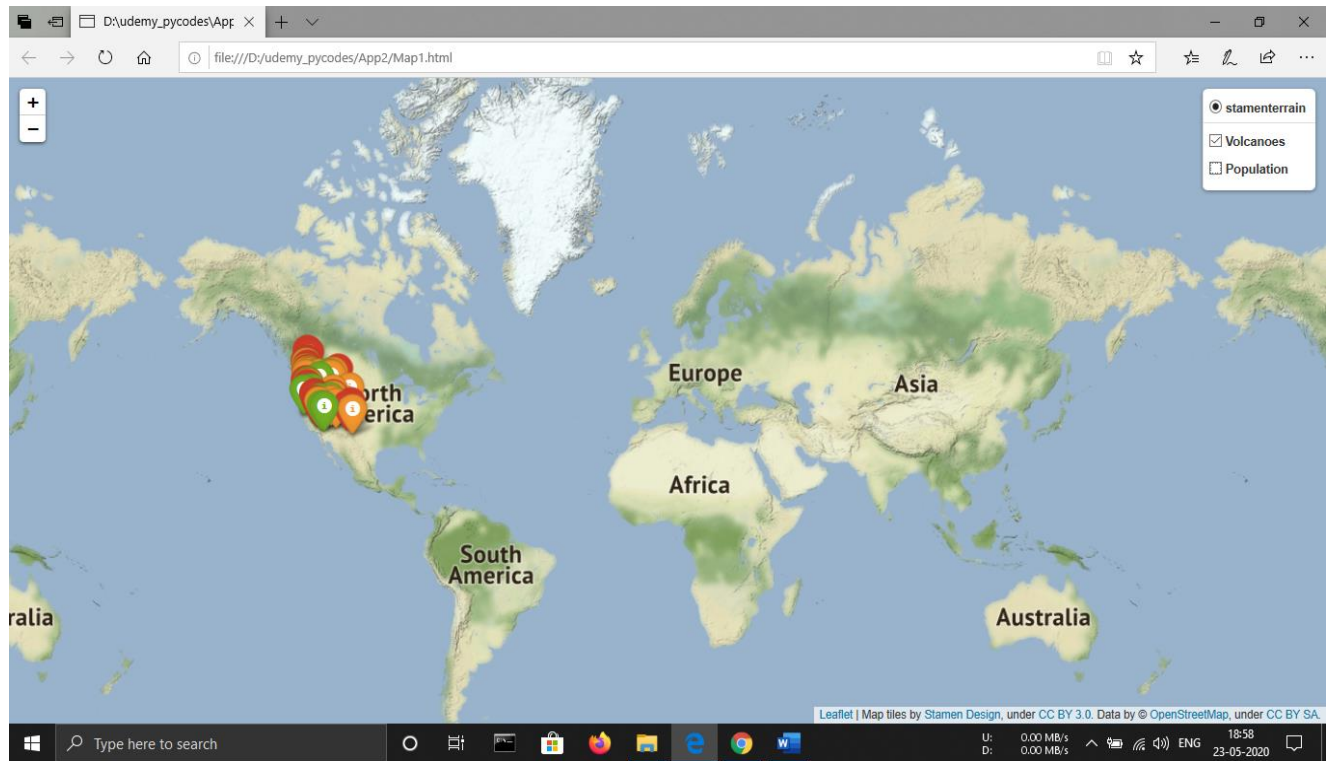 D:\udemy_pycodes\App
file:///D:/udemy_pycodes/App2/Map1.html
+
−
stamenterrain
Volcanoes
Population
Europe
Asia
orth
erica
Africa
South
America
ralia
Australia
Leaflet | Map tiles by Stamen Design, under CC BY 3.0. Data by © OpenStreetMap, under CC BY SA.
Type here to search
U: 0.00 MB/s
D: 0.00 MB/s
ENG
18:58
23-05-2020